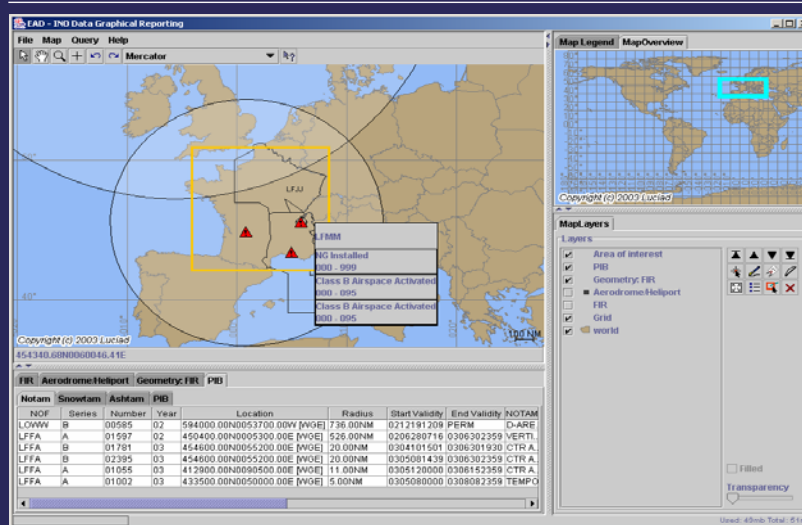 EAD - INO Data Graphical Reporting
File Map Query Help
Mercator
LFJJ
LFMM
NG Installed
000 - 999
Class B Airspace Activated
000 - 095
Class B Airspace Activated
000 - 095
Copyright (c) 2003 Luciad
100 NM
454340.68N0060046.41E
FIR Aerodrome/Heliport Geometry: FIR PIB
Notam Snowtam Ashtam PIB
NOF Series Number Year Location Radius Start Validity End Validity NOTAM
LOWW B 00585 02 594000.00N0053700.00W [WGE] 736.00NM 0212191209 PERM D-ARE
LFFA A 01597 02 450400.00N0005300.00E [WGE] 526.00NM 0206280716 0306302359 VERTI..
LFFA B 01781 03 454600.00N0055200.00E [WGE] 20.00NM 0304101501 0306301930 CTR A..
LFFA B 02395 03 454600.00N0055200.00E [WGE] 20.00NM 0305081439 0306302359 CTR A..
LFFA A 01055 03 412900.00N0090500.00E [WGE] 11.00NM 0305120000 0306152359 CTR A..
LFFA A 01002 03 433500.00N0050000.00E [WGE] 5.00NM 0305080000 0308082359 TEMPO
Map Legend MapOverview
Copyright (c) 2003 Luciad
MapLayers
Layers
Area of interest
PIB
Geometry: FIR
Aerodrome/Heliport
FIR
Grid
world
Filled
Transparency
Used: 49mb Total: 51